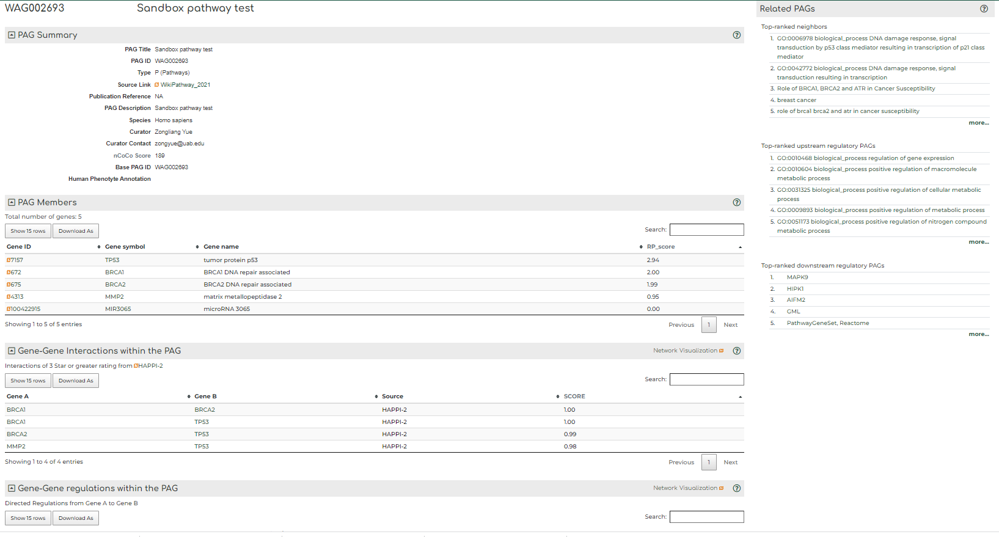 WAG002693 Sandbox pathway test
PAG Summary
PAG Title Sandbox pathway test
PAG ID WAG002693
Type P (Pathways)
Source Link WikiPathway_2021
Publication Reference NA
PAG Description Sandbox pathway test
Species Homo sapiens
Curator Zongliang Yue
Curator Contact zongyue@uab.edu
nCoCo Score 189
Base PAG ID WAG002693
Human Phenotyte Annotation
PAG Members
Total number of genes: 5
Show 15 rows Download As Search:
Gene ID Gene symbol Gene name RP_score
7157 TP53 tumor protein p53 2.94
672 BRCA1 BRCA1 DNA repair associated 2.00
675 BRCA2 BRCA2 DNA repair associated 1.99
4313 MMP2 matrix metallopeptidase 2 0.95
100422915 MIR3065 microRNA 3065 0.00
Showing 1 to 5 of 5 entries Previous 1 Next
Gene-Gene Interactions within the PAG Network Visualization
Interactions of 3 Star or greater rating from HAPPI-2
Show 15 rows Download As Search:
Gene A Gene B Source SCORE
BRCA1 BRCA2 HAPPI-2 1.00
BRCA1 TP53 HAPPI-2 1.00
BRCA2 TP53 HAPPI-2 0.99
MMP2 TP53 HAPPI-2 0.98
Showing 1 to 4 of 4 entries Previous 1 Next
Gene-Gene regulations within the PAG Network Visualization
Directed Regulations from Gene A to Gene B
Show 15 rows Download As Search:
Related PAGs
Top-ranked neighbors
1. GO:0006978 biological_process DNA damage response, signal
transduction by p53 class mediator resulting in transcription of p21 class
mediator
2. GO:0042772 biological_process DNA damage response, signal
transduction resulting in transcription
3. Role of BRCA1, BRCA2 and ATR in Cancer Susceptibility
4. breast cancer
5. role of brca1 brca2 and atr in cancer susceptibility
more...
Top-ranked upstream regulatory PAGs
1. GO:0010468 biological_process regulation of gene expression
2. GO:0010604 biological_process positive regulation of macromolecule
metabolic process
3. GO:0031325 biological_process positive regulation of cellular metabolic
process
4. GO:0009893 biological_process positive regulation of metabolic process
5. GO:0051173 biological_process positive regulation of nitrogen compound
metabolic process
more...
Top-ranked downstream regulatory PAGs
1. MAPK9
2. HIPK1
3. AIFM2
4. GML
5. PathwayGeneSet, Reactome
more...